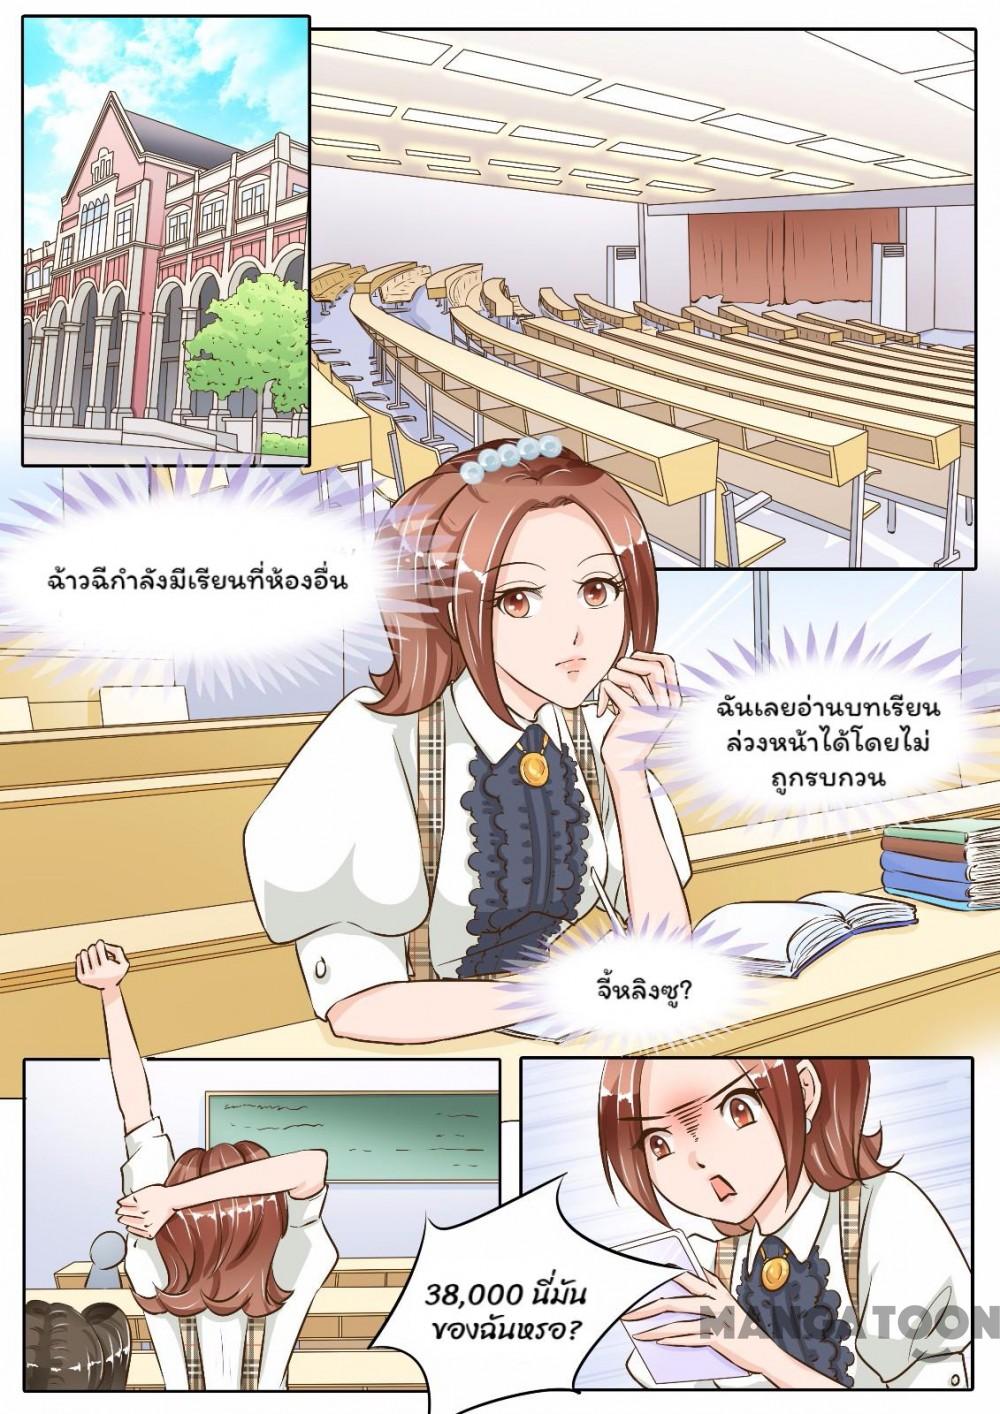 ฉ้าวฉีกำลังมีเรียนที่ห้องอื่น
ฉันเลยอ่านบทเรียน
ล่วงหน้าได้โดยไม่
ถูกรบกวน
จี้หลิงซู?
38,000 นี่มัน
ของฉันหรอ?
MANGATOON